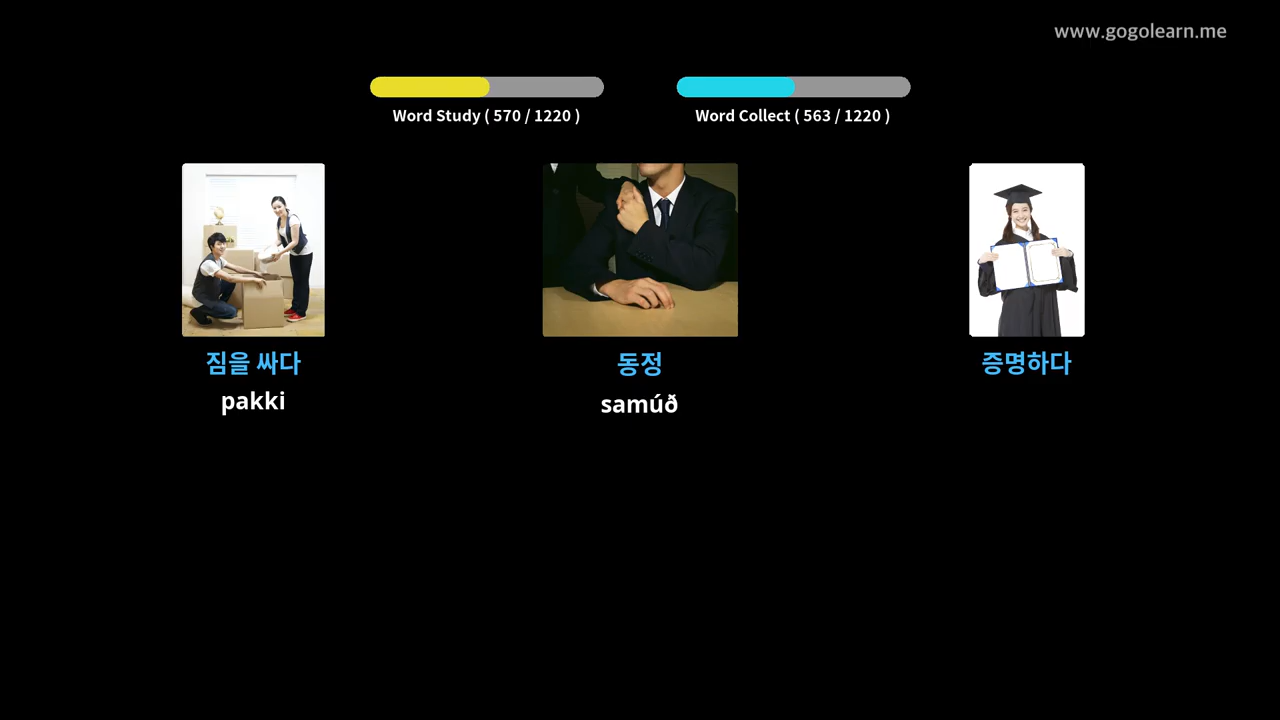 www.gogolearn.me
Word Study ( 570 / 1220 )
Word Collect ( 563 / 1220 )
짐을 싸다
동정
증명하다
pakki
samúð